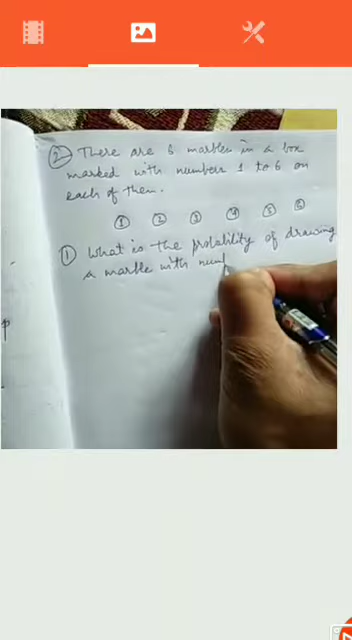 ② There are 6 marbles in a box
marked with numbers 1 to 6 on
each of them.
① ② ③ ④ ⑤ ⑥
① What is the probability of drawing
a marble with num
p